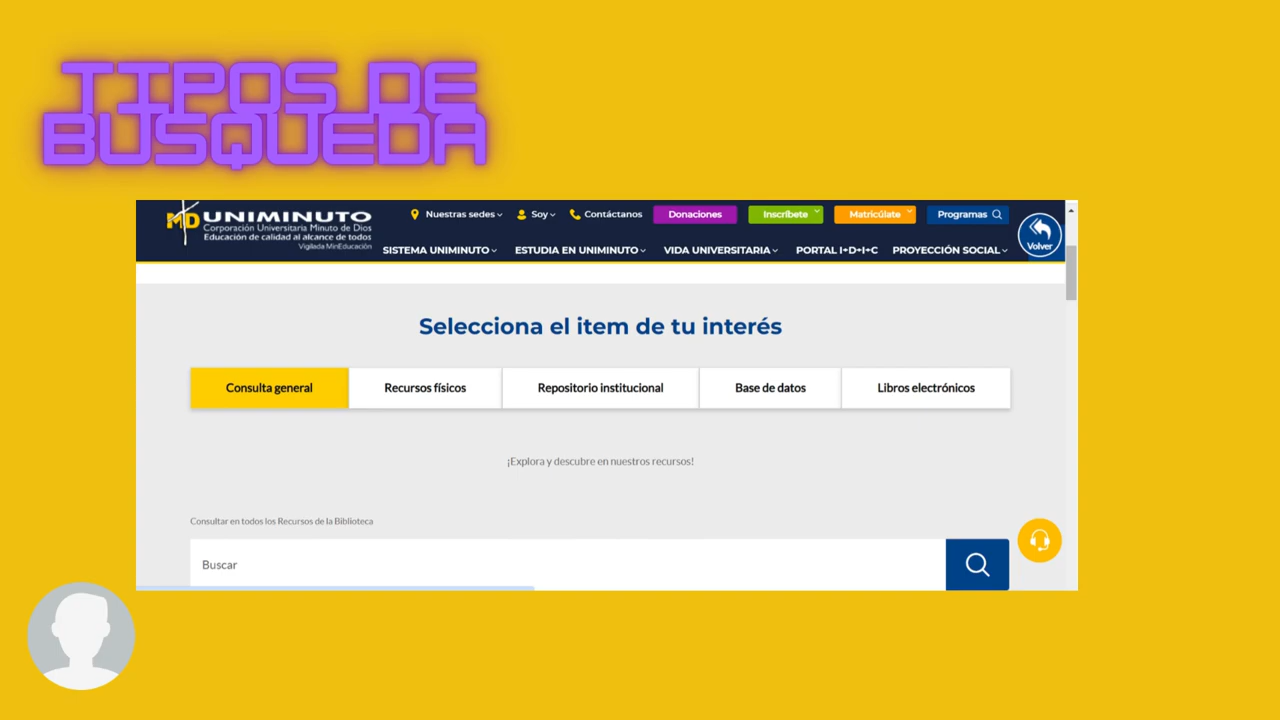 TIPOS DE
BUSQUEDA
MD UNIMINUTO
Corporación Universitaria Minuto de Dios
Educación de calidad al alcance de todos
Vigilada MinEducación
Nuestras sedes
Soy
Contáctanos
Donaciones
Inscríbete
Matricúlate
Programas
Volver
SISTEMA UNIMINUTO
ESTUDIA EN UNIMINUTO
VIDA UNIVERSITARIA
PORTAL I+D+I+C
PROYECCIÓN SOCIAL
Selecciona el item de tu interés
Consulta general
Recursos físicos
Repositorio institucional
Base de datos
Libros electrónicos
¡Explora y descubre en nuestros recursos!
Consultar en todos los Recursos de la Biblioteca
Buscar